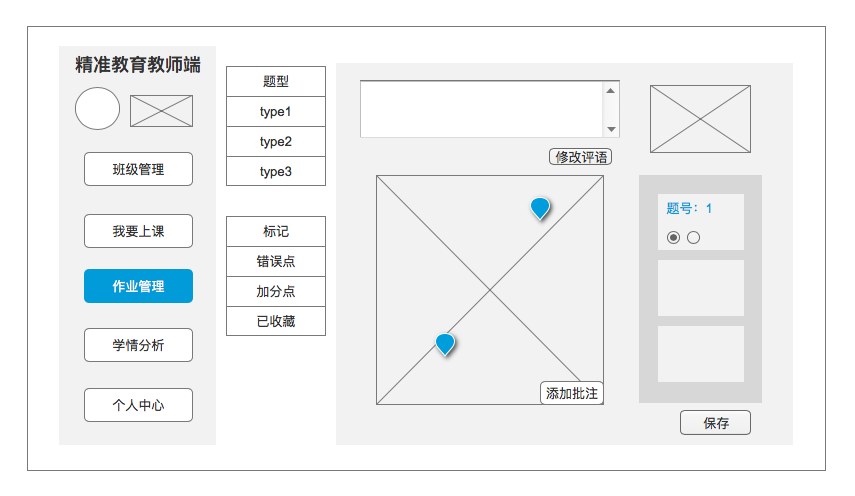 精准教育教师端
班级管理
我要上课
作业管理
学情分析
个人中心
题型
type1
type2
type3
标记
错误点
加分点
已收藏
修改评语
添加批注
题号：1
保存